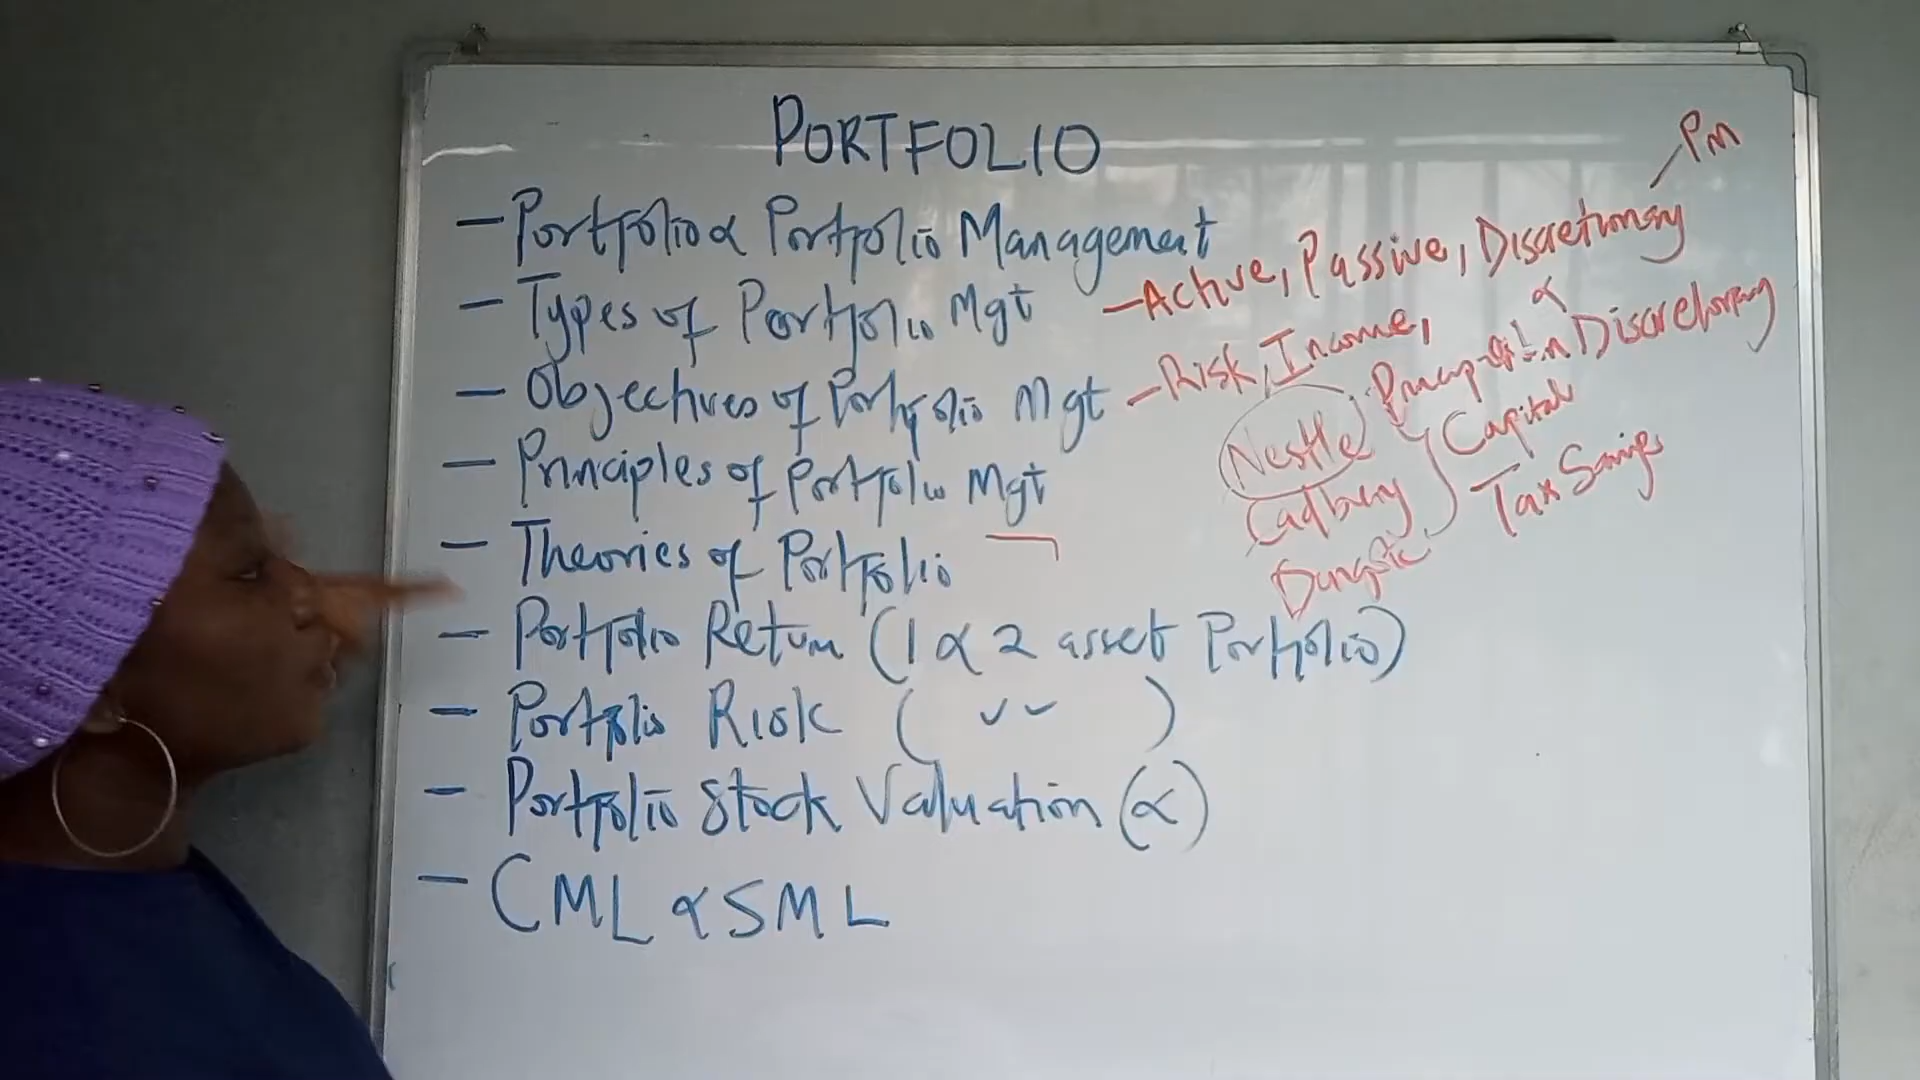 PORTFOLIO
PM
- Portfolio & Portfolio Management
- Types of Portfolio Mgt - Active, Passive, Discretionary
& Discretionary
- Objectives of Portfolio Mgt - Risk, Income,
Capital
Tax Savings
Nestle
Cadbury
- Principles of Portfolio Mgt
- Theories of Portfolio
- Portfolio Return (1 & 2 asset Portfolio)
- Portfolio Risk ( ✓✓ )
- Portfolio Stock Valuation (α)
- CML & SML